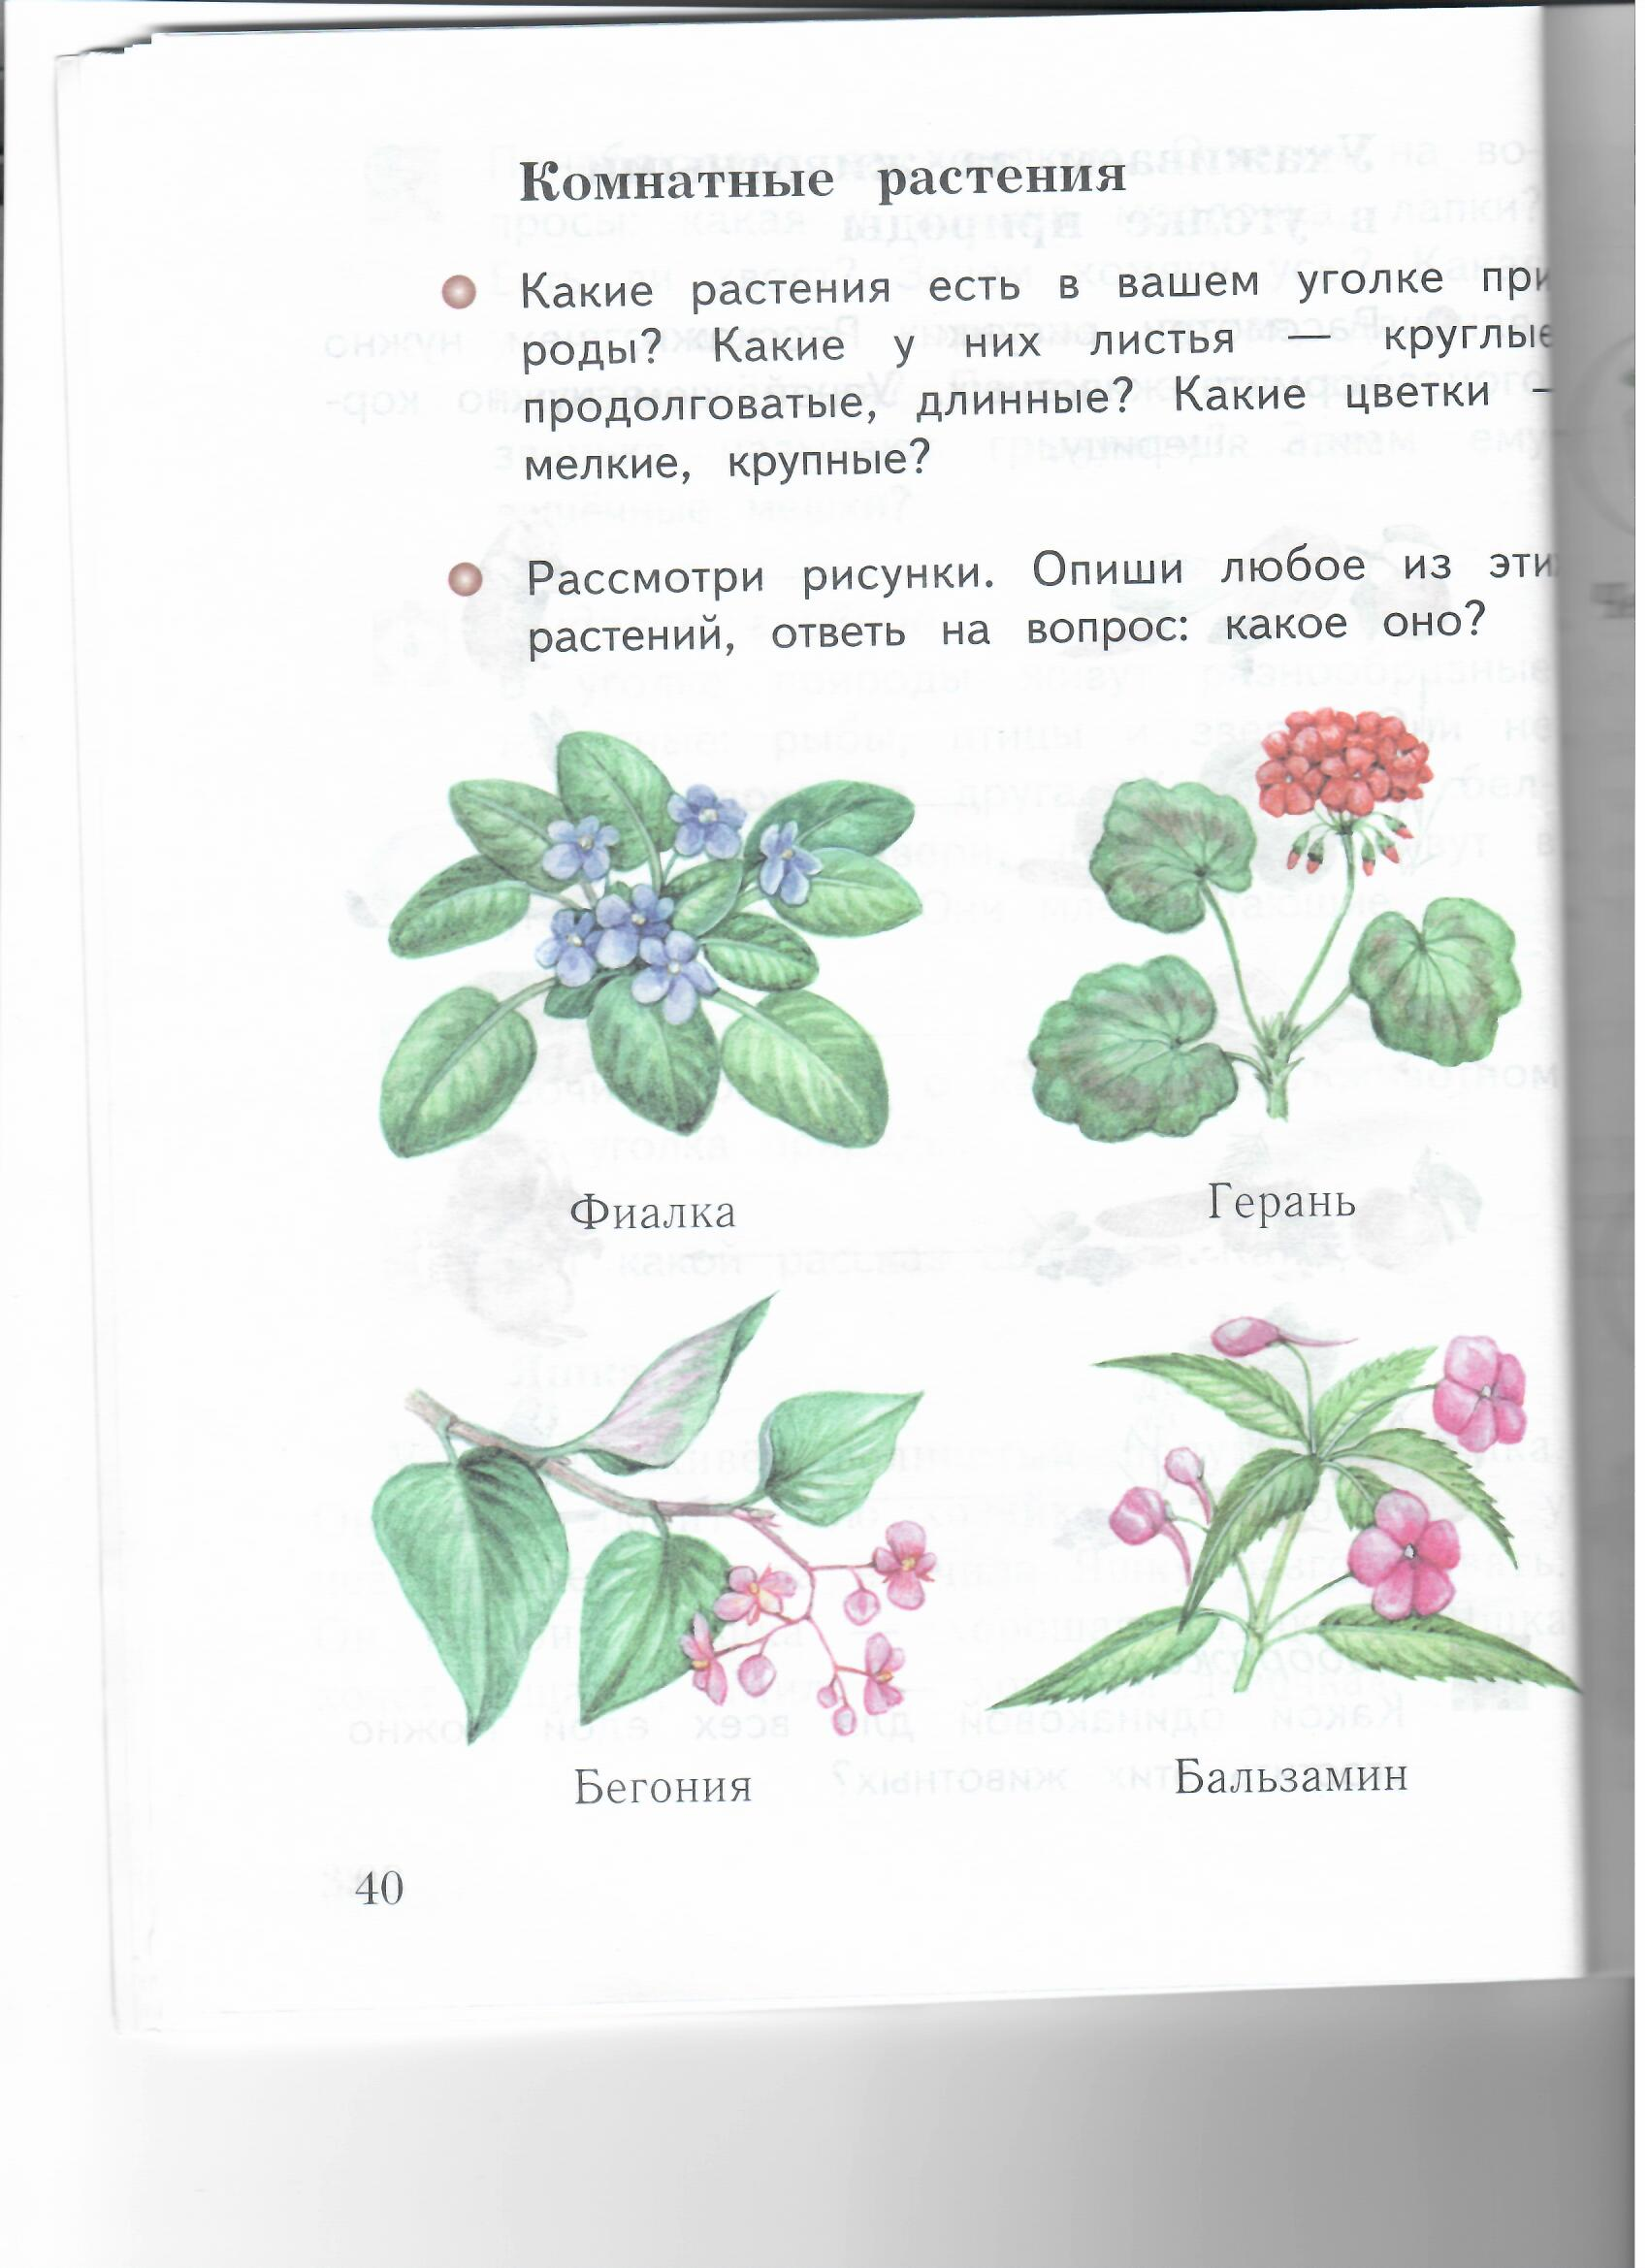 Комнатные растения
Какие растения есть в вашем уголке при
роды? Какие у них листья — круглые
продолговатые, длинные? Какие цветки —
мелкие, крупные?
Рассмотри рисунки. Опиши любое из эти
растений, ответь на вопрос: какое оно?
Фиалка
Герань
Бегония
Бальзамин
40